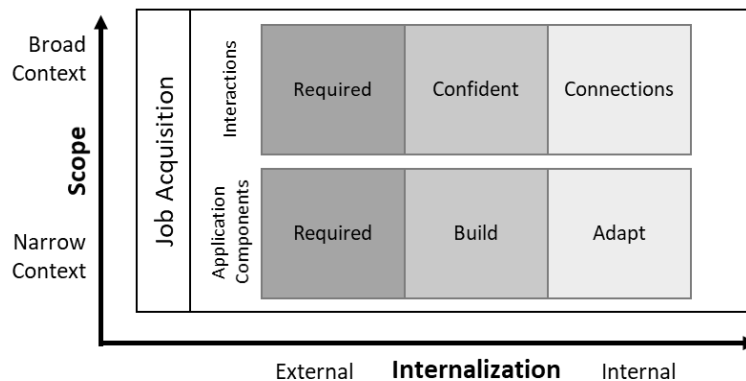 Broad
Context
Scope
Narrow
Context
Job Acquisition
Interactions
Required
Confident
Connections
Application
Components
Required
Build
Adapt
External
Internalization
Internal